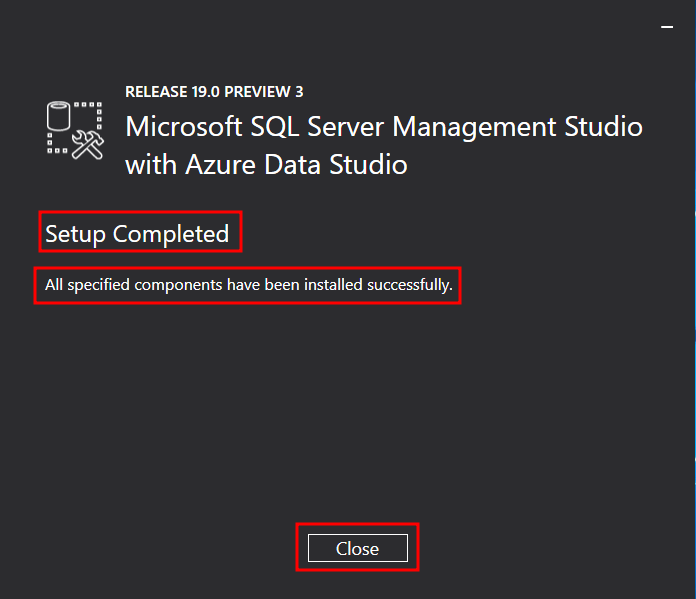 RELEASE 19.0 PREVIEW 3
Microsoft SQL Server Management Studio
with Azure Data Studio
Setup Completed
All specified components have been installed successfully.
Close